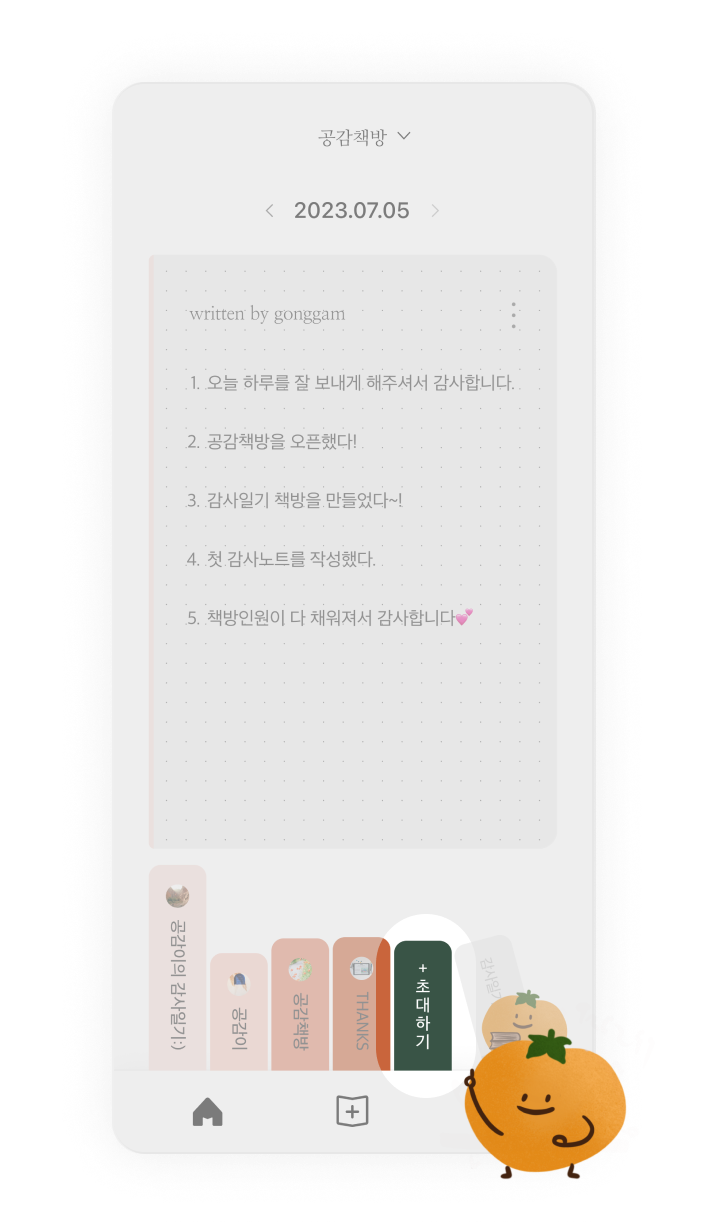 공감책방
2023.07.05
written by gonggam
1. 오늘 하루를 잘 보내게 해주셔서 감사합니다.
2. 공감책방을 오픈했다!
3. 감사일기 책방을 만들었다~!
4. 첫 감사노트를 작성했다.
5. 책방인원이 다 채워져서 감사합니다💕
공감이의 감사일기:)
공감이
공감책방
THANKS
+초대하기
감사일기